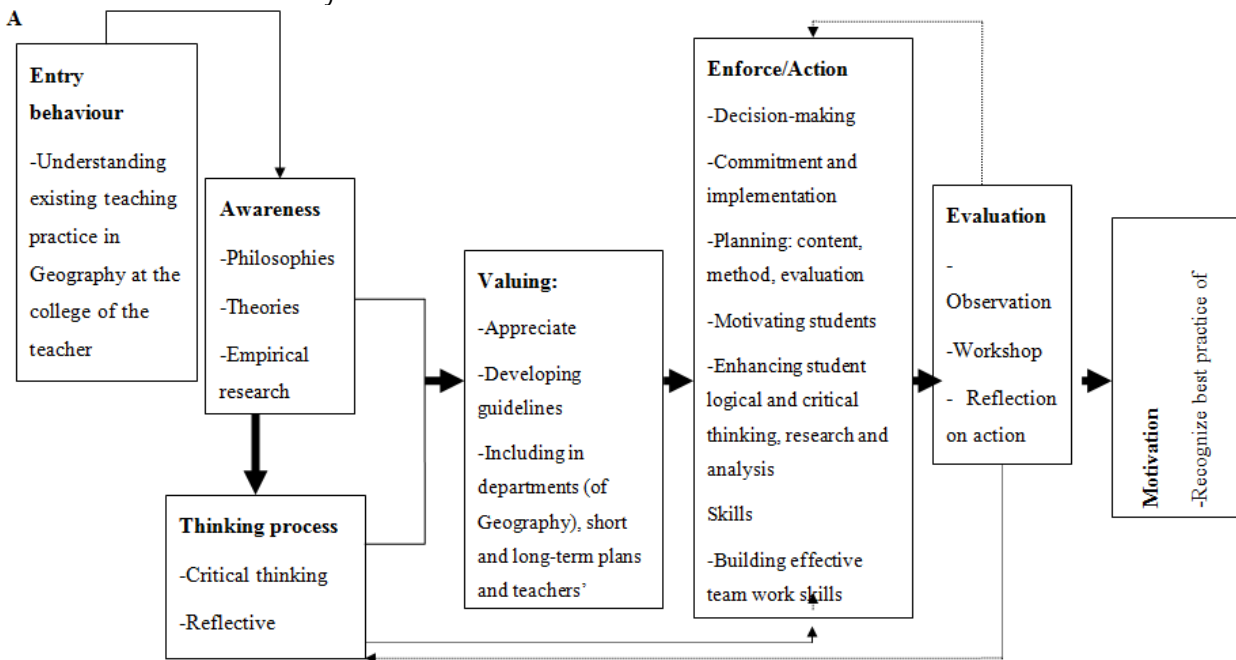 A
Entry
behaviour
-Understanding
existing teaching
practice in
Geography at the
college of the
teacher
Awareness
-Philosophies
-Theories
-Empirical
research
Thinking process
-Critical thinking
-Reflective
Valuing:
-Appreciate
-Developing
guidelines
-Including in
departments (of
Geography), short
and long-term plans
and teachers’
Enforce/Action
-Decision-making
-Commitment and
implementation
-Planning: content,
method, evaluation
-Motivating students
-Enhancing student
logical and critical
thinking, research and
analysis
Skills
-Building effective
team work skills
Evaluation
-
Observation
-Workshop
- Reflection
on action
Motivation
-Recognize best practice of